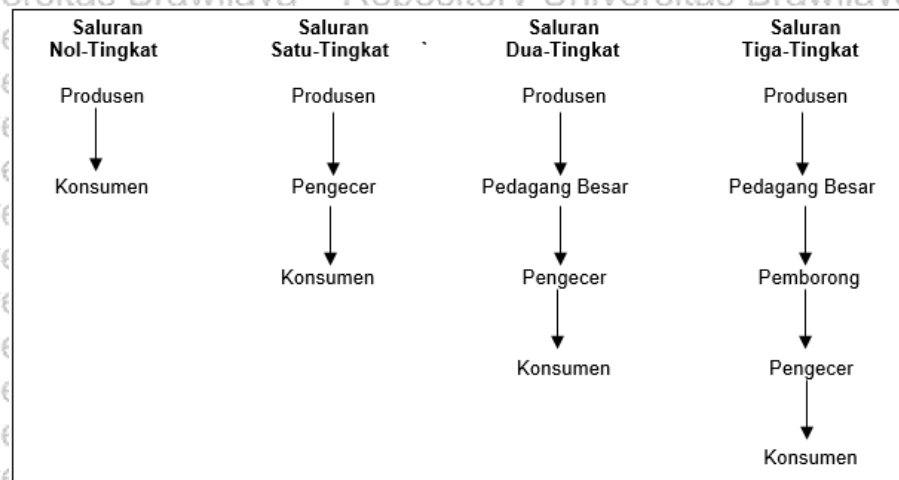 Saluran
Nol-Tingkat
Produsen
Konsumen
Saluran
Satu-Tingkat
Produsen
Pengecer
Konsumen
Saluran
Dua-Tingkat
Produsen
Pedagang Besar
Pengecer
Konsumen
Saluran
Tiga-Tingkat
Produsen
Pedagang Besar
Pemborong
Pengecer
Konsumen